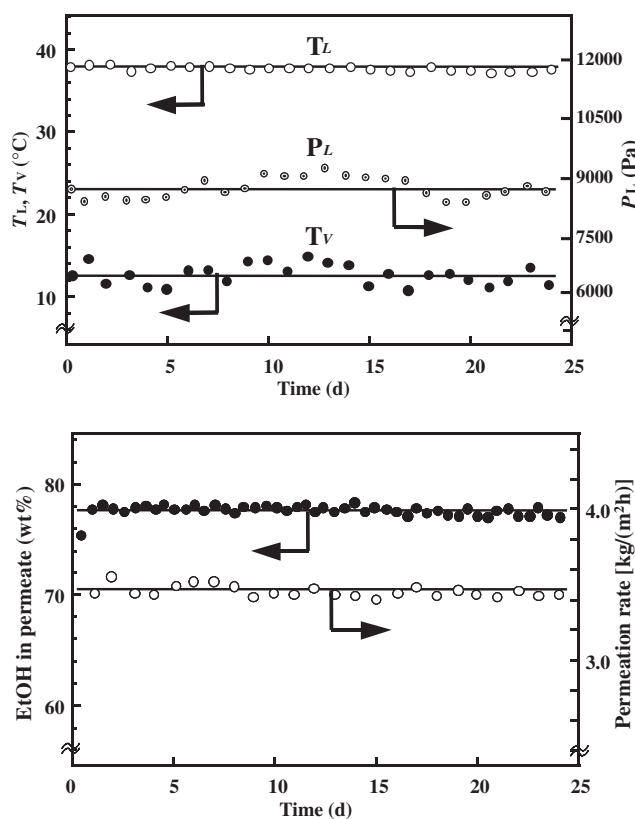 40
30
20
10
T_L, T_V (°C)
T_L
P_L
T_V
12000
10500
9000
7500
6000
P_L (Pa)
0 5 10 15 20 25
Time (d)
80
70
60
EtOH in permeate (wt%)
4.0
3.0
Permeation rate [kg/(m²h)]
0 5 10 15 20 25
Time (d)